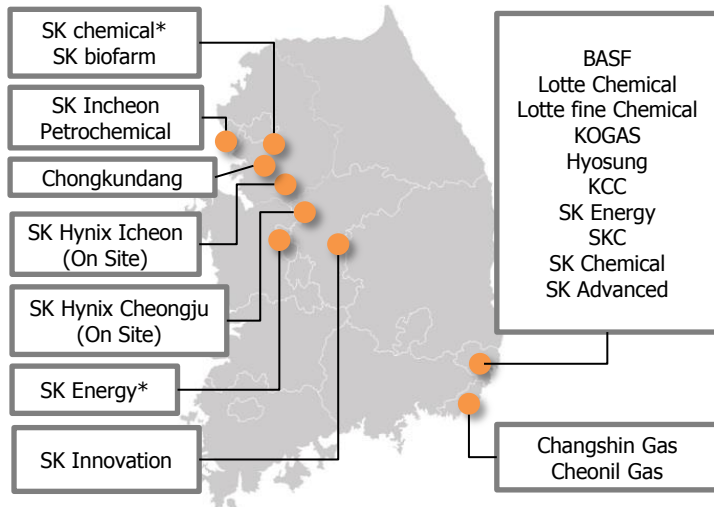 SK chemical*
SK biofarm
SK Incheon
Petrochemical
Chongkundang
SK Hynix Icheon
(On Site)
SK Hynix Cheongju
(On Site)
SK Energy*
SK Innovation
BASF
Lotte Chemical
Lotte fine Chemical
KOGAS
Hyosung
KCC
SK Energy
SKC
SK Chemical
SK Advanced
Changshin Gas
Cheonil Gas